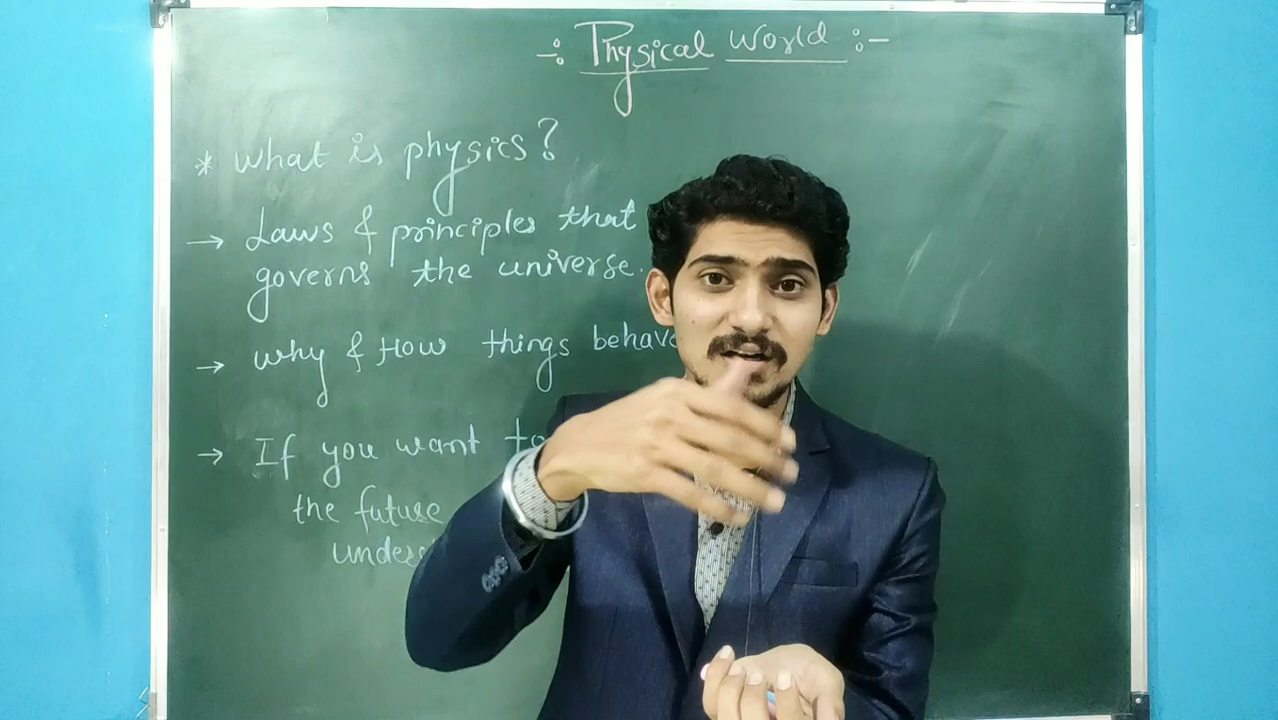 -: Physical World :-
* What is physics?
→ Laws & principles that
governs the universe.
→ why & How things behave
→ If you want to
the future